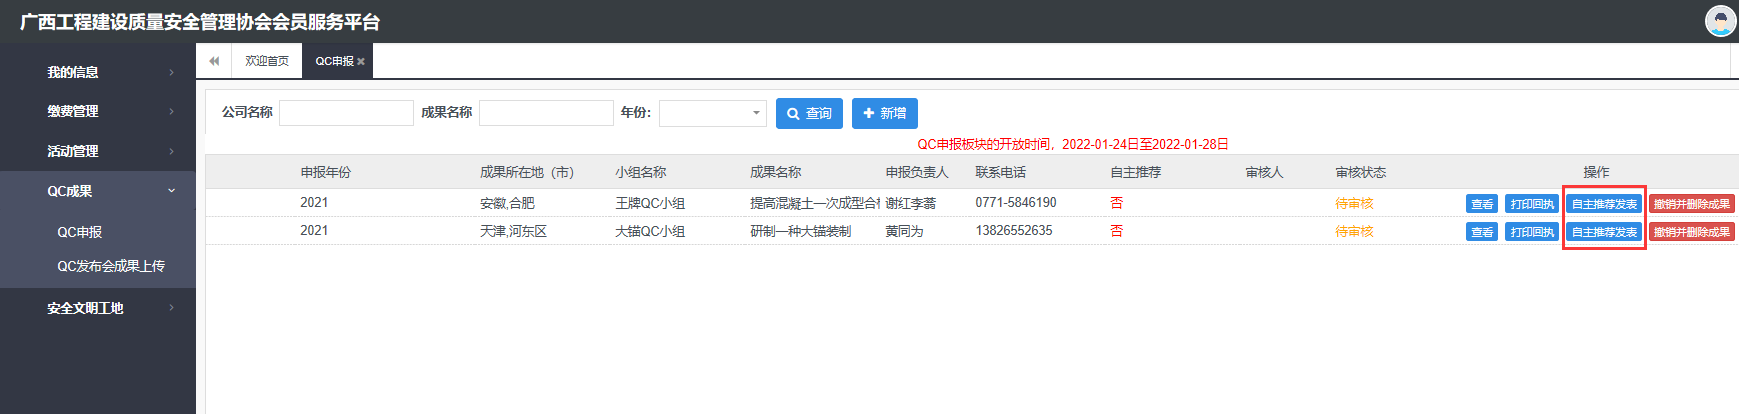 广西工程建设质量安全管理协会会员服务平台
我的信息
缴费管理
活动管理
QC成果
QC申报
QC发布会成果上传
安全文明工地
欢迎首页 QC申报
公司名称 成果名称 年份: 查询 新增
QC申报板块的开放时间，2022-01-24日至2022-01-28日
申报年份 成果所在地（市） 小组名称 成果名称 申报负责人 联系电话 自主推荐 审核人 审核状态 操作
2021 安徽,合肥 王牌QC小组 提高混凝土一次成型合格 谢红李蓊 0771-5846190 否 待审核 查看 打印回执 自主推荐发表 撤销并删除成果
2021 天津,河东区 大锚QC小组 研制一种大锚装制 黄同为 13826552635 否 待审核 查看 打印回执 自主推荐发表 撤销并删除成果